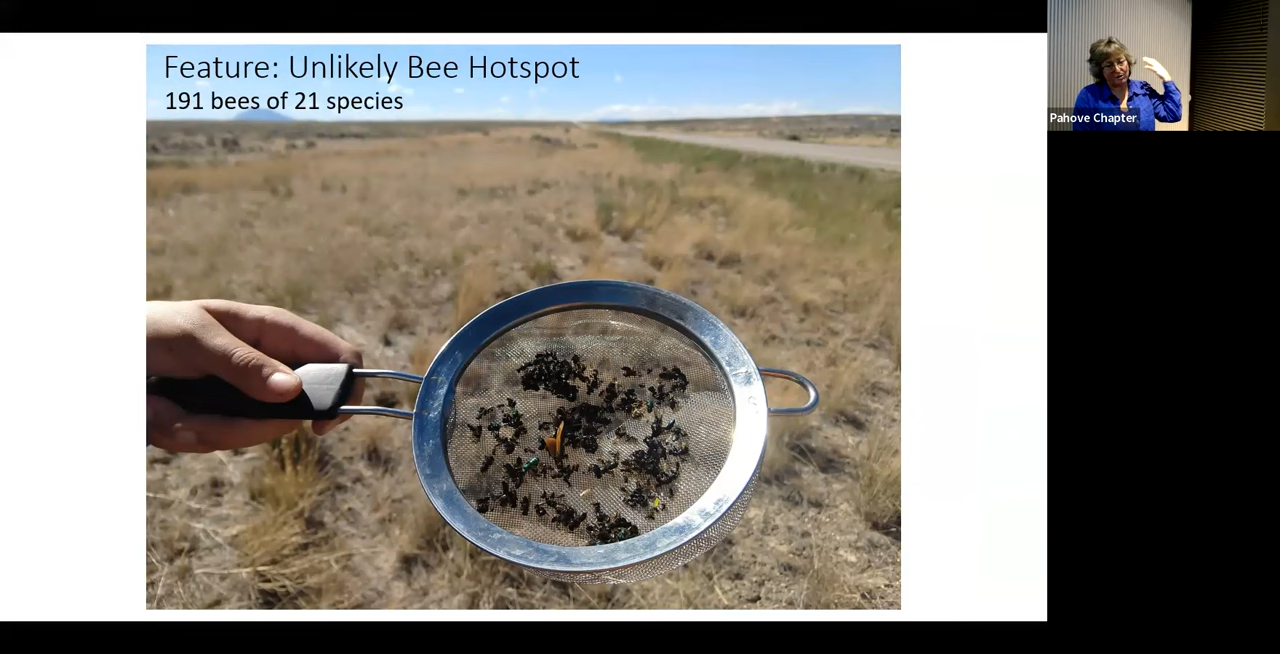 Feature: Unlikely Bee Hotspot
191 bees of 21 species
Pahove Chapter